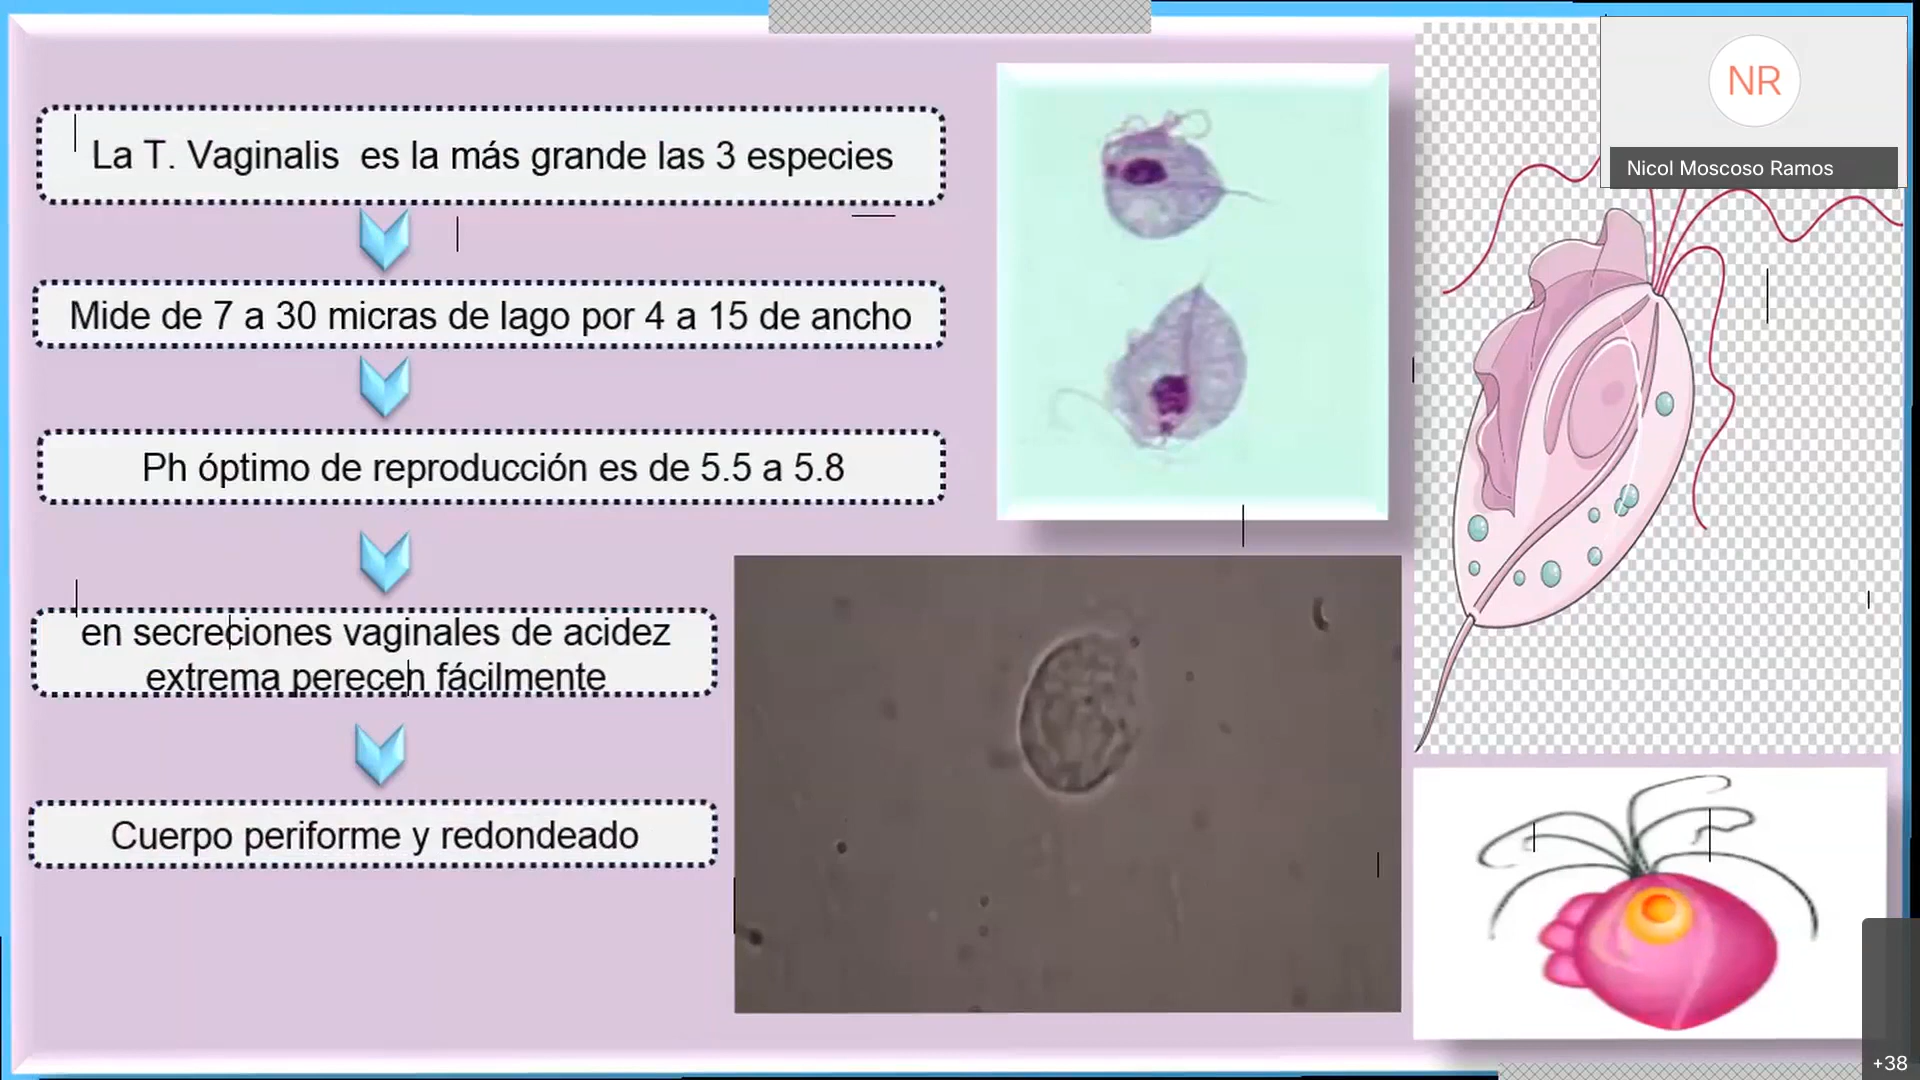 La T. Vaginalis es la más grande las 3 especies
Mide de 7 a 30 micras de lago por 4 a 15 de ancho
Ph óptimo de reproducción es de 5.5 a 5.8
en secreciones vaginales de acidez
extrema perecen fácilmente
Cuerpo periforme y redondeado
NR
Nicol Moscoso Ramos
+38